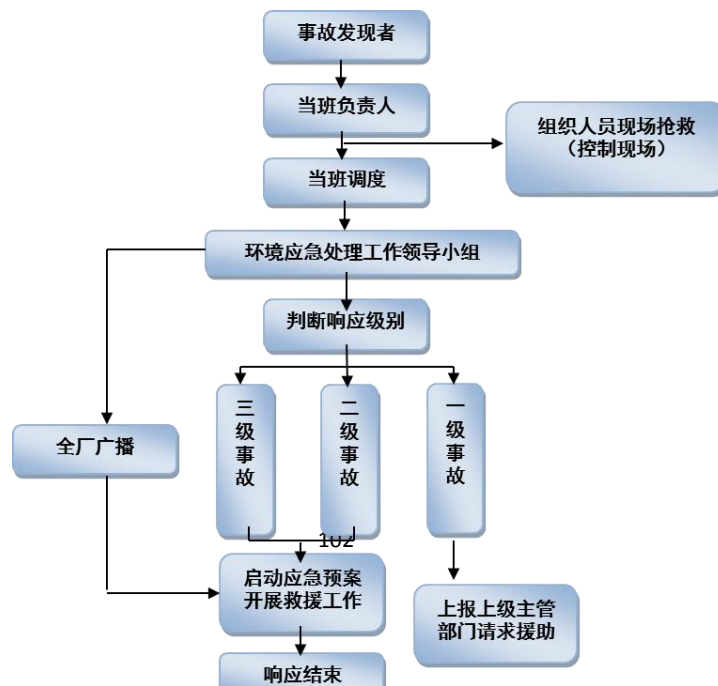 事故发现者
当班负责人
组织人员现场抢救
（控制现场）
当班调度
环境应急处理工作领导小组
判断响应级别
三级事故
二级事故
一级事故
全厂广播
102
启动应急预案
开展救援工作
上报上级主管
部门请求援助
响应结束